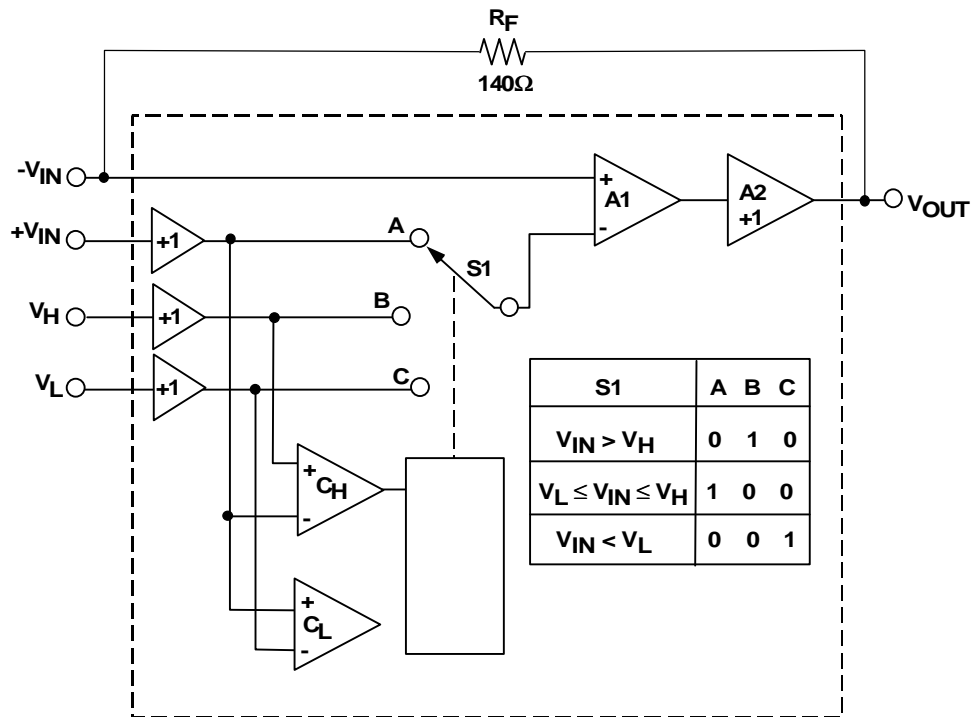 RF
140Ω
-VIN
+VIN
VH
VL
+1
+1
+1
A
B
C
S1
+
A1
-
A2
+1
VOUT
+
CH
-
+
CL
-
S1 A B C
VIN > VH 0 1 0
VL ≤ VIN ≤ VH 1 0 0
VIN < VL 0 0 1